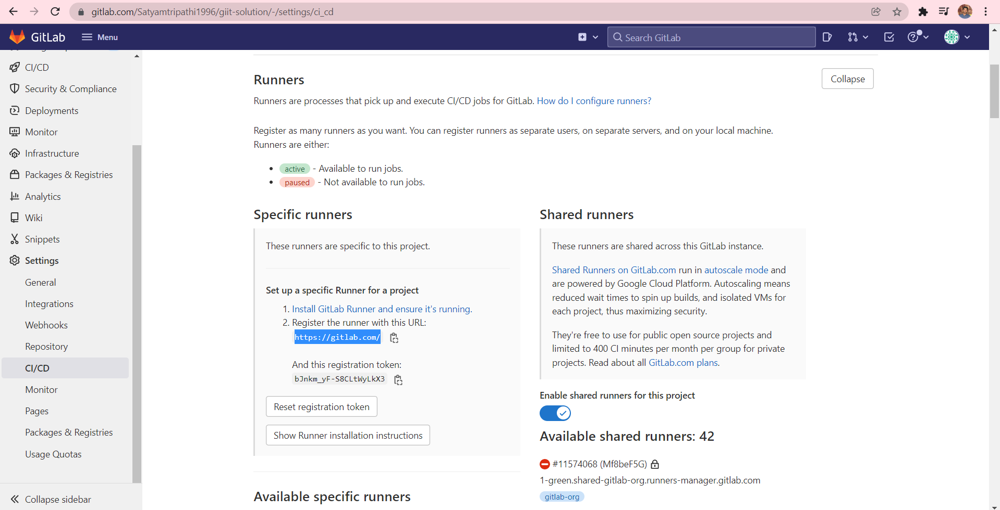 gitlab.com/Satyamtripathi1996/giit-solution/-/settings/ci_cd
GitLab
Menu
Search GitLab
CI/CD
Security & Compliance
Deployments
Monitor
Infrastructure
Packages & Registries
Analytics
Wiki
Snippets
Settings
General
Integrations
Webhooks
Repository
CI/CD
Monitor
Pages
Packages & Registries
Usage Quotas
Collapse sidebar
Runners
Collapse
Runners are processes that pick up and execute CI/CD jobs for GitLab. How do I configure runners?
Register as many runners as you want. You can register runners as separate users, on separate servers, and on your local machine.
Runners are either:
active - Available to run jobs.
paused - Not available to run jobs.
Specific runners
These runners are specific to this project.
Set up a specific Runner for a project
1. Install GitLab Runner and ensure it's running.
2. Register the runner with this URL:
https://gitlab.com/
And this registration token:
bJnkm_yF-S8CLtWyLkX3
Reset registration token
Show Runner installation instructions
Available specific runners
Shared runners
These runners are shared across this GitLab instance.
Shared Runners on GitLab.com run in autoscale mode and
are powered by Google Cloud Platform. Autoscaling means
reduced wait times to spin up builds, and isolated VMs for
each project, thus maximizing security.
They're free to use for public open source projects and
limited to 400 CI minutes per month per group for private
projects. Read about all GitLab.com plans.
Enable shared runners for this project
Available shared runners: 42
#11574068 (Mf8beF5G)
1-green.shared-gitlab-org.runners-manager.gitlab.com
gitlab-org